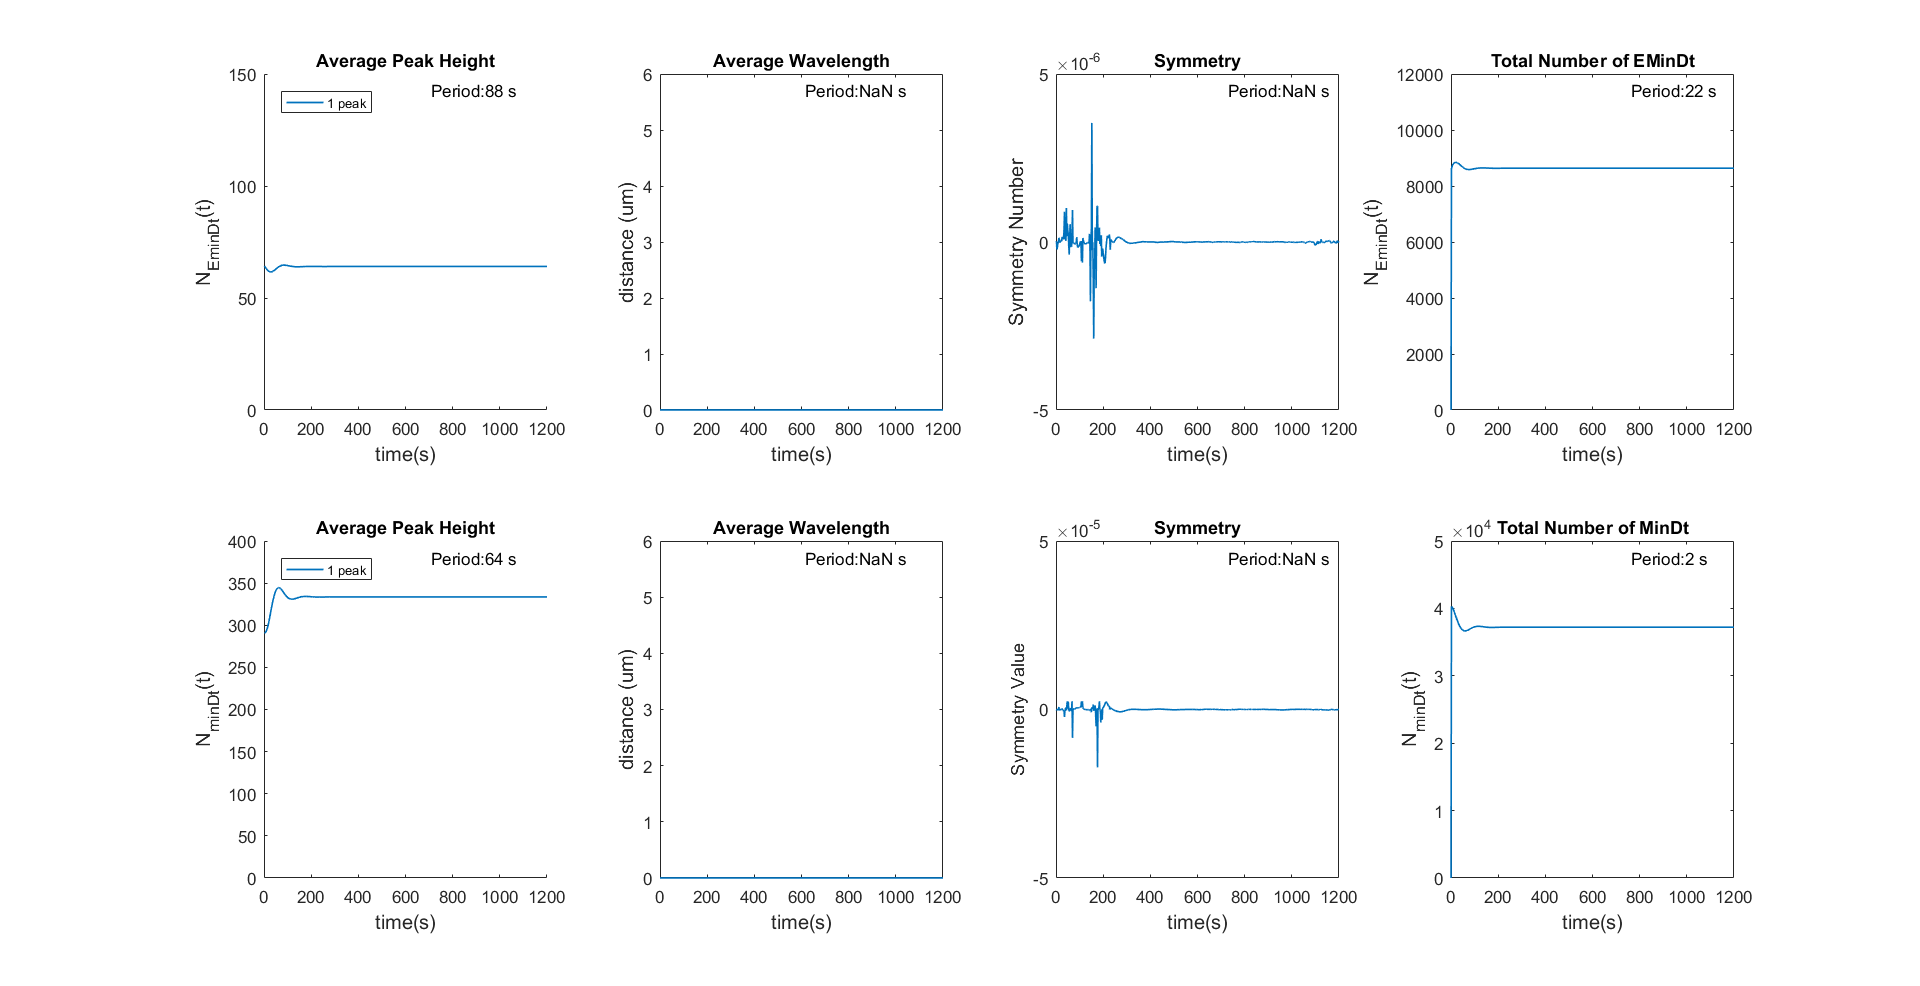 Average Peak Height
Period:88 s
1 peak
150
100
50
0
N_EminDt(t)
0 200 400 600 800 1000 1200
time(s)
Average Wavelength
Period:NaN s
6
5
4
3
2
1
0
distance (um)
0 200 400 600 800 1000 1200
time(s)
×10^-6
Symmetry
Period:NaN s
5
0
-5
Symmetry Number
0 200 400 600 800 1000 1200
time(s)
Total Number of EMinDt
Period:22 s
12000
10000
8000
6000
4000
2000
0
N_EminDt(t)
0 200 400 600 800 1000 1200
time(s)
Average Peak Height
Period:64 s
1 peak
400
350
300
250
200
150
100
50
0
N_minDt(t)
0 200 400 600 800 1000 1200
time(s)
Average Wavelength
Period:NaN s
6
5
4
3
2
1
0
distance (um)
0 200 400 600 800 1000 1200
time(s)
×10^-5
Symmetry
Period:NaN s
5
0
-5
Symmetry Value
0 200 400 600 800 1000 1200
time(s)
×10^4
Total Number of MinDt
Period:2 s
5
4
3
2
1
0
N_minDt(t)
0 200 400 600 800 1000 1200
time(s)